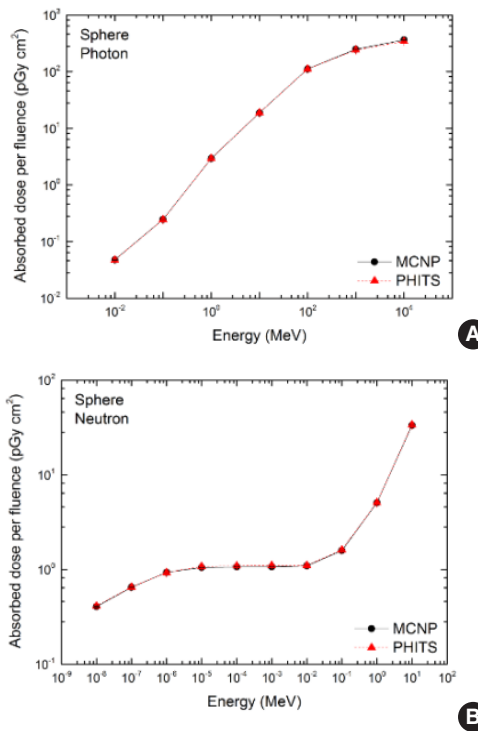 Sphere
Photon
Absorbed dose per fluence (pGy cm²)
10³
10²
10¹
10⁰
10⁻¹
10⁻²
MCNP
PHITS
10⁻² 10⁰ 10² 10⁴
Energy (MeV)
A
Sphere
Neutron
Absorbed dose per fluence (pGy cm²)
10²
10¹
10⁰
10⁻¹
MCNP
PHITS
10⁻⁹ 10⁻⁸ 10⁻⁷ 10⁻⁶ 10⁻⁵ 10⁻⁴ 10⁻³ 10⁻² 10⁻¹ 10⁰ 10¹ 10²
Energy (MeV)
B